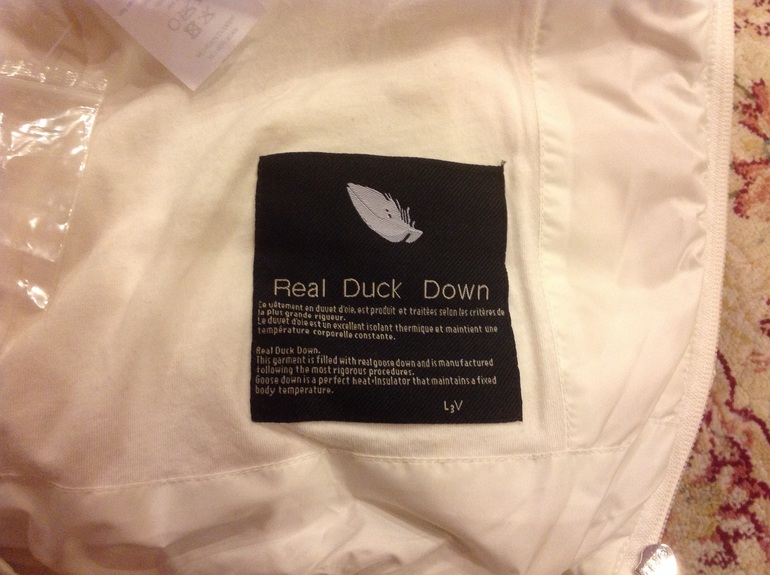 Real Duck Down
Ce vêtement en duvet d'oie, est produit et traitées selon les critères de
la plus grande rigueur.
Le duvet d'oie est un excellent isolant thermique et maintient une
température corporelle constante.
Real Duck Down.
This garment is filled with real goose down and is manufactured
following the most rigorous procedures.
Goose down is a perfect heat-Insulator that maintains a fixed
body temperature.
L3V